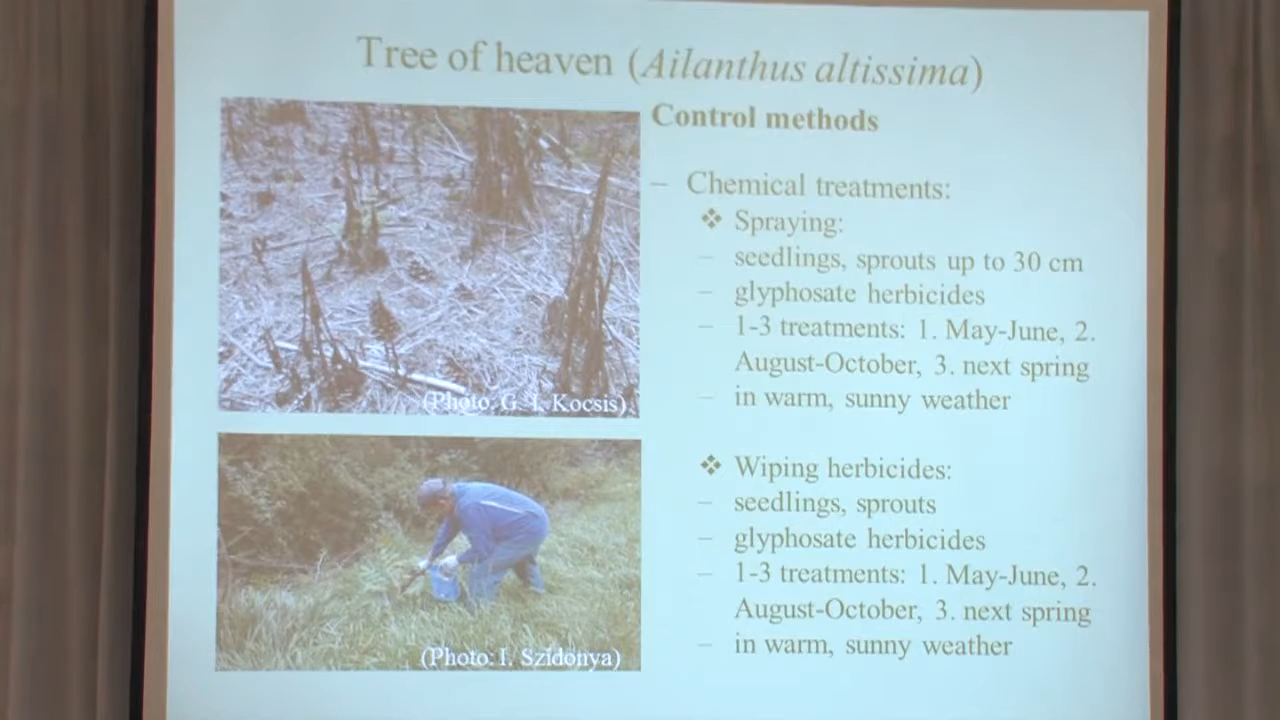 Tree of heaven (Ailanthus altissima)
Control methods
– Chemical treatments:
❖ Spraying:
– seedlings, sprouts up to 30 cm
– glyphosate herbicides
– 1-3 treatments: 1. May-June, 2.
August-October, 3. next spring
– in warm, sunny weather
❖ Wiping herbicides:
– seedlings, sprouts
– glyphosate herbicides
– 1-3 treatments: 1. May-June, 2.
August-October, 3. next spring
– in warm, sunny weather
(Photo: G. I. Kocsis)
(Photo: I. Szidonya)